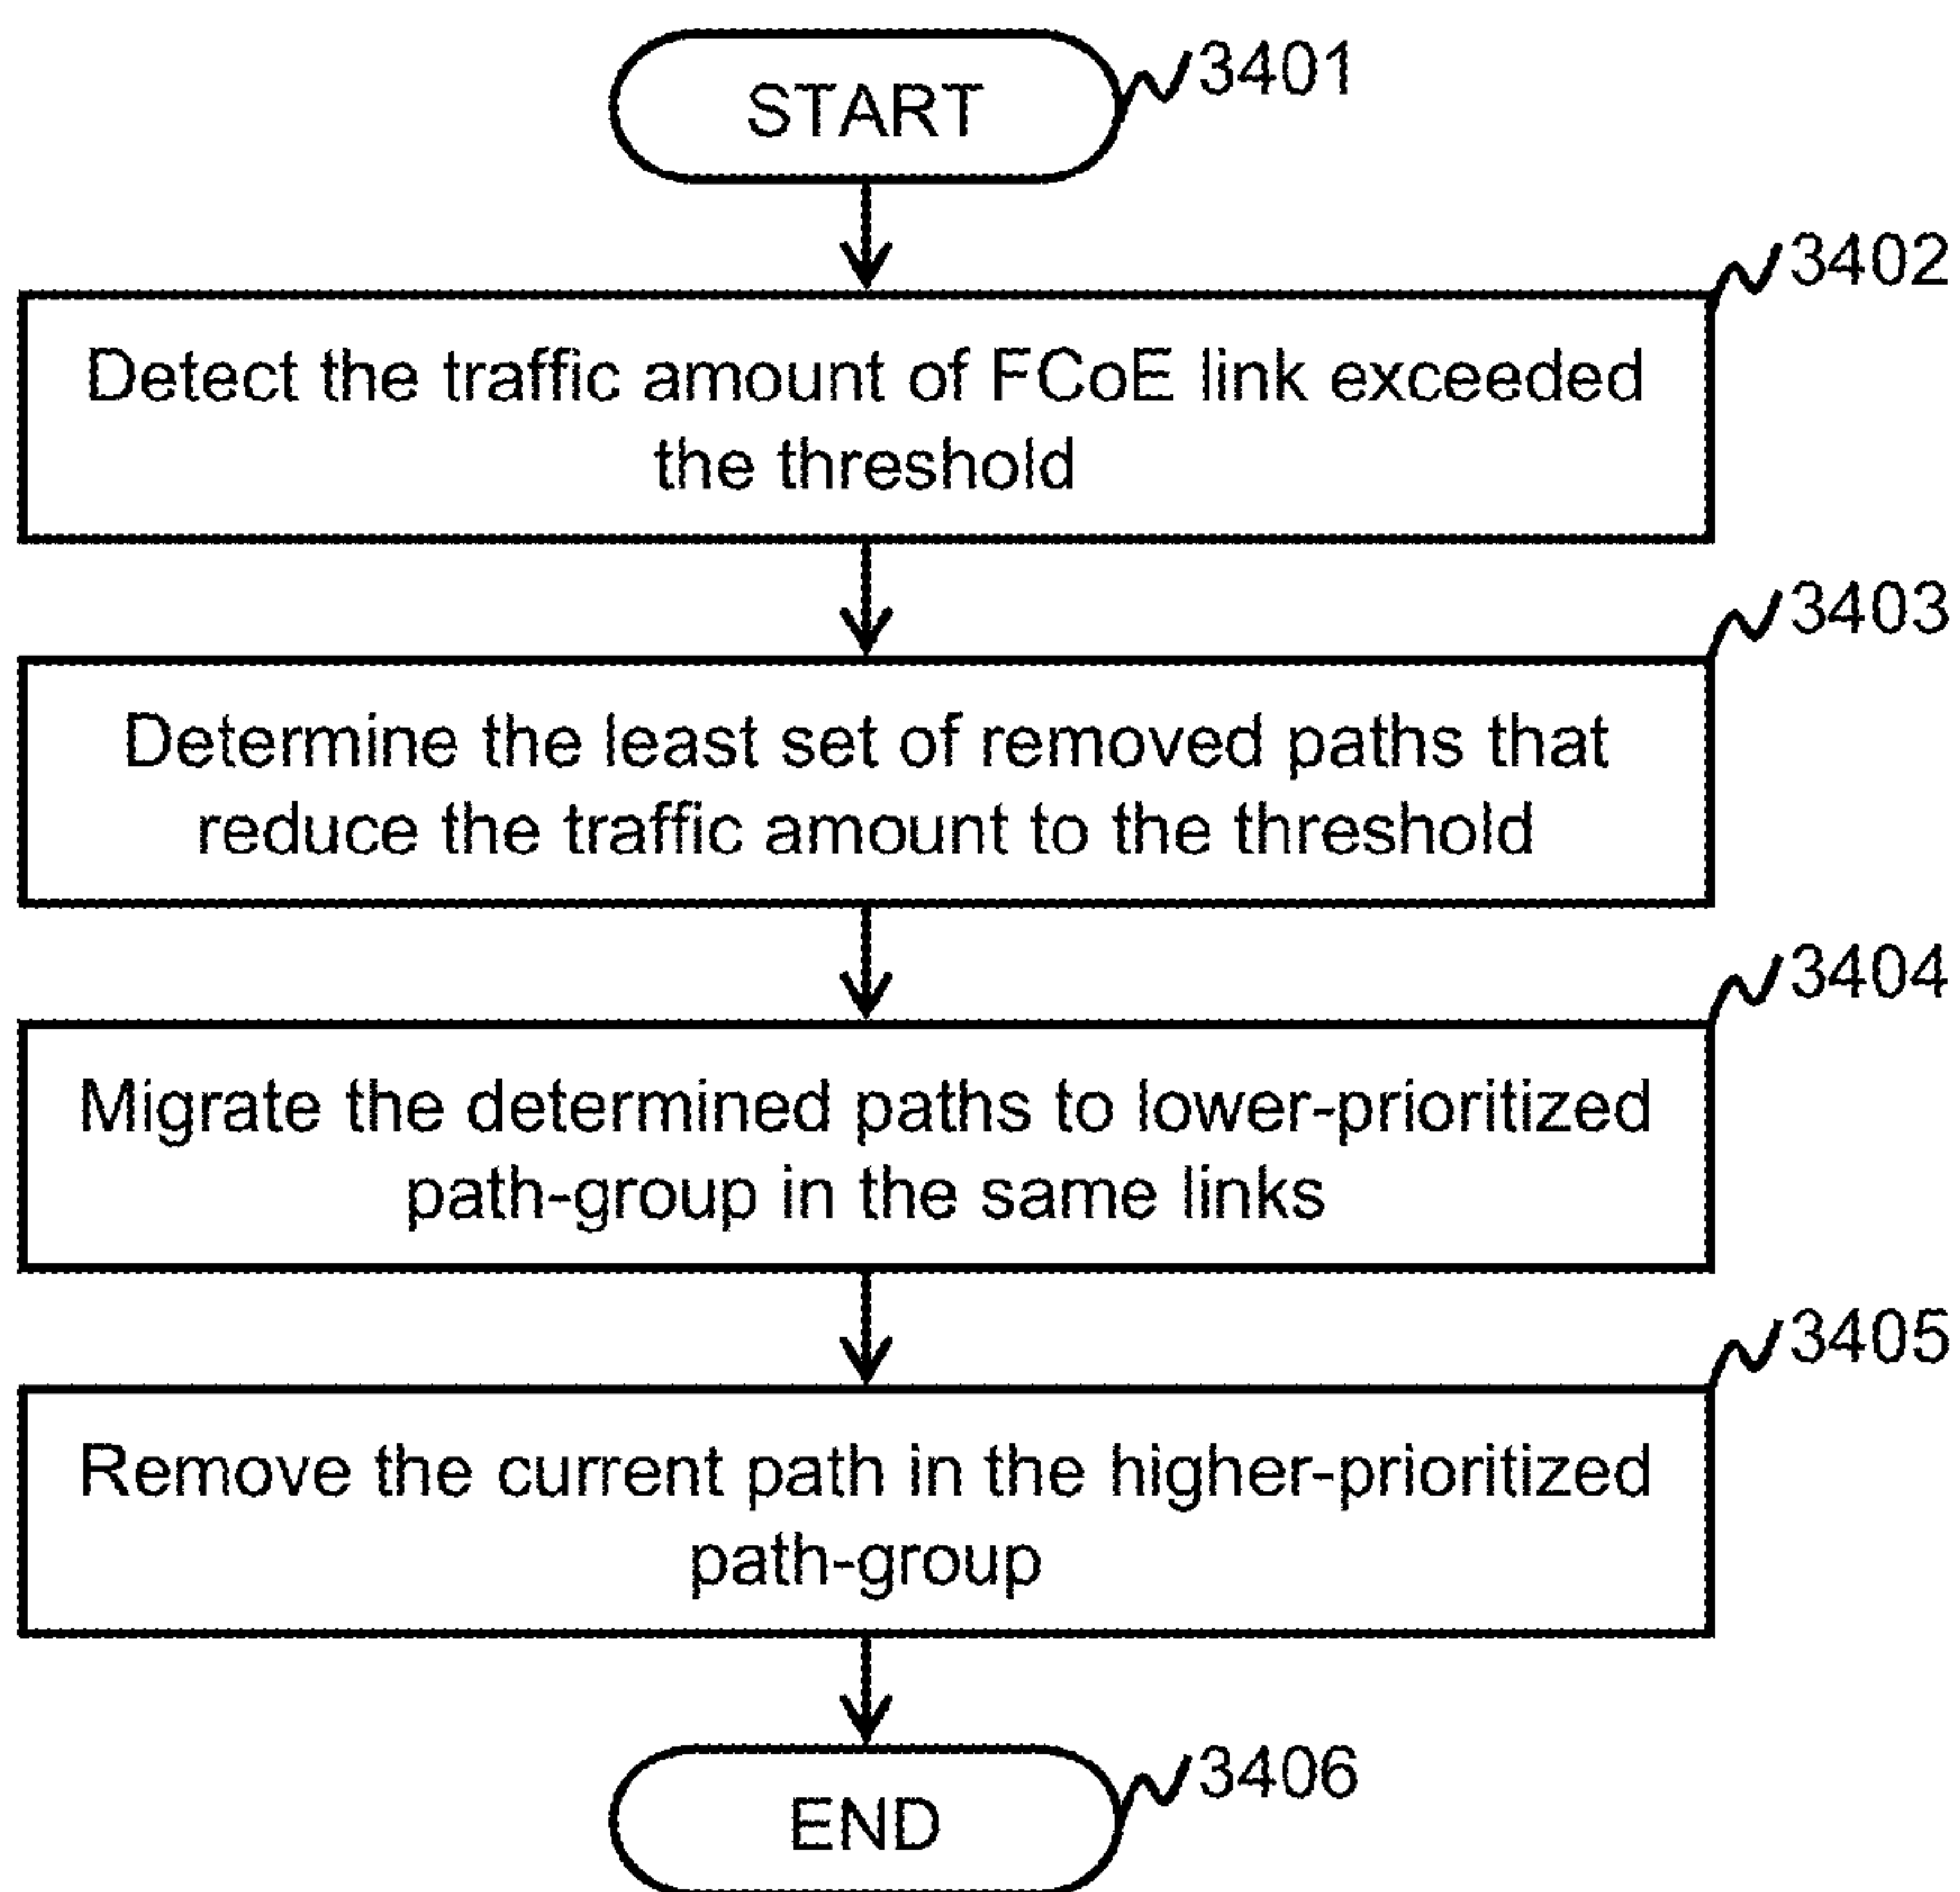 START
3401
3402
Detect the traffic amount of FCoE link exceeded
the threshold
3403
Determine the least set of removed paths that
reduce the traffic amount to the threshold
3404
Migrate the determined paths to lower-prioritized
path-group in the same links
3405
Remove the current path in the higher-prioritized
path-group
3406
END